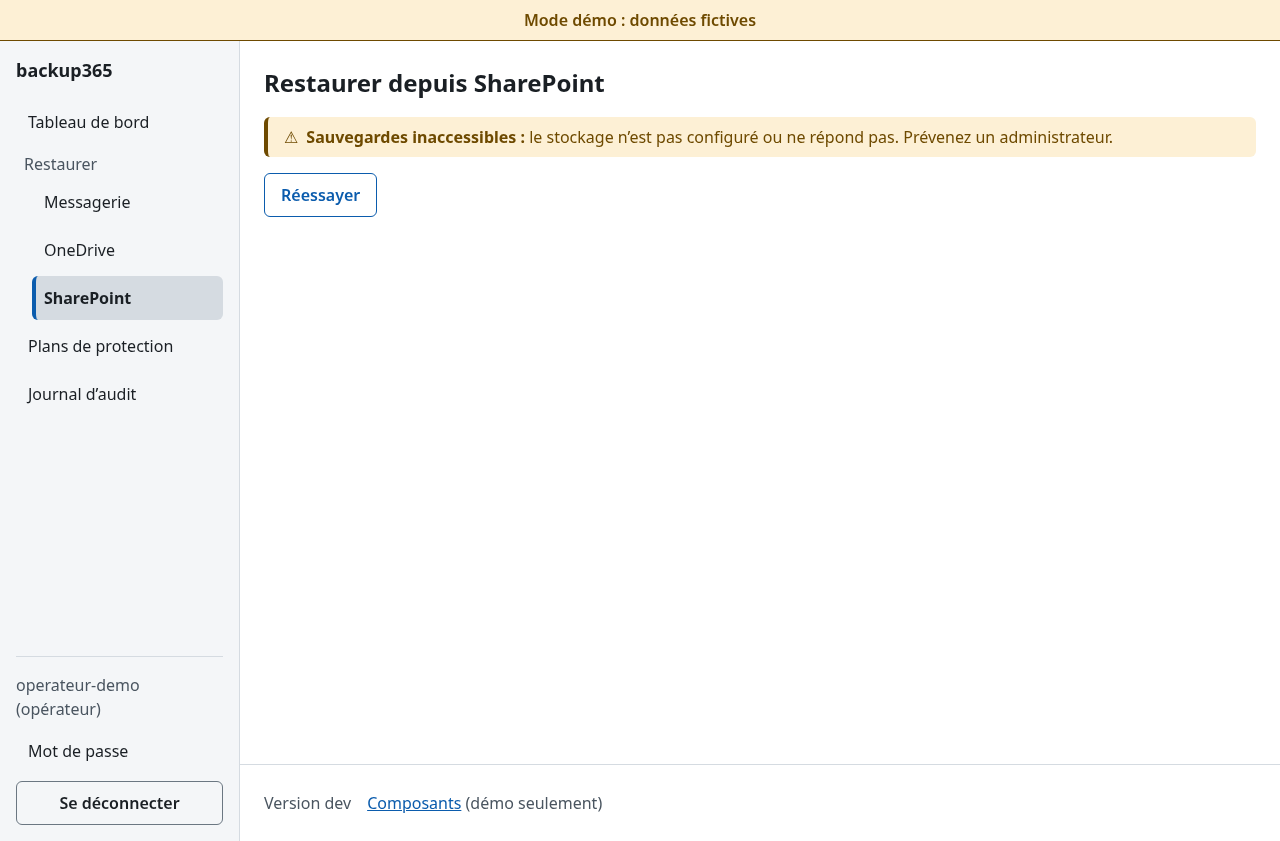 Mode démo : données fictives
backup365
Tableau de bord
Restaurer
Messagerie
OneDrive
SharePoint
Plans de protection
Journal d’audit
operateur-demo
(opérateur)
Mot de passe
Se déconnecter
Restaurer depuis SharePoint
⚠ Sauvegardes inaccessibles : le stockage n’est pas configuré ou ne répond pas. Prévenez un administrateur.
Réessayer
Version dev Composants (démo seulement)